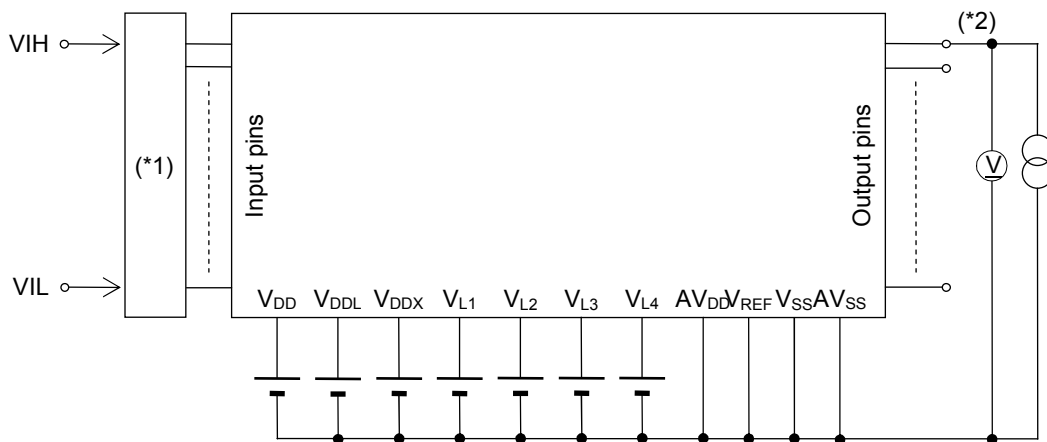 (*2)
VIH
(*1)
Input pins
Output pins
V
VIL
VDD VDDL VDDX VL1 VL2 VL3 VL4 AVDD VREF VSS AVSS